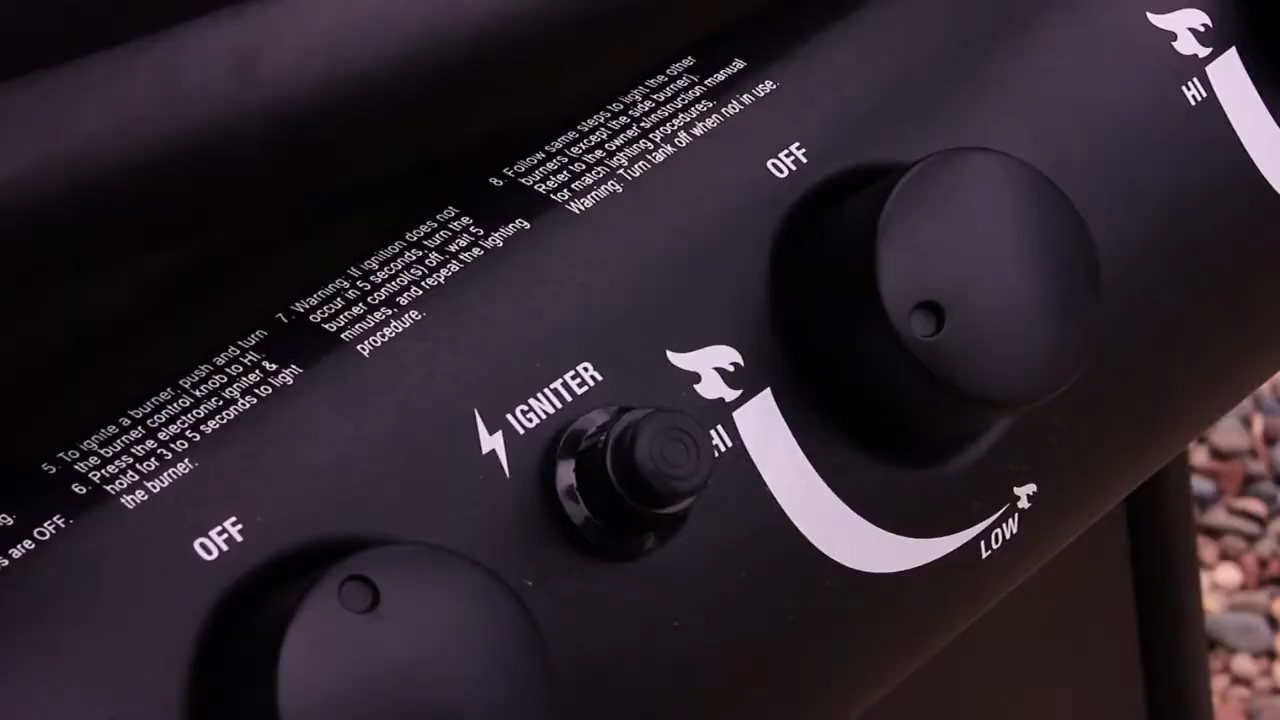 g.
s are OFF.
5. To ignite a burner, push and turn
the burner control knob to HI.
6. Press the electronic igniter &
hold for 3 to 5 seconds to light
the burner.
7. Warning: If ignition does not
occur in 5 seconds, turn the
burner control(s) off, wait 5
minutes, and repeat the lighting
procedure.
8. Follow same steps to light the other
burners (except the side burner).
Refer to the owner's instruction manual
for match lighting procedures.
Warning: Turn tank off when not in use.
OFF
IGNITER
HI
LOW
OFF
HI